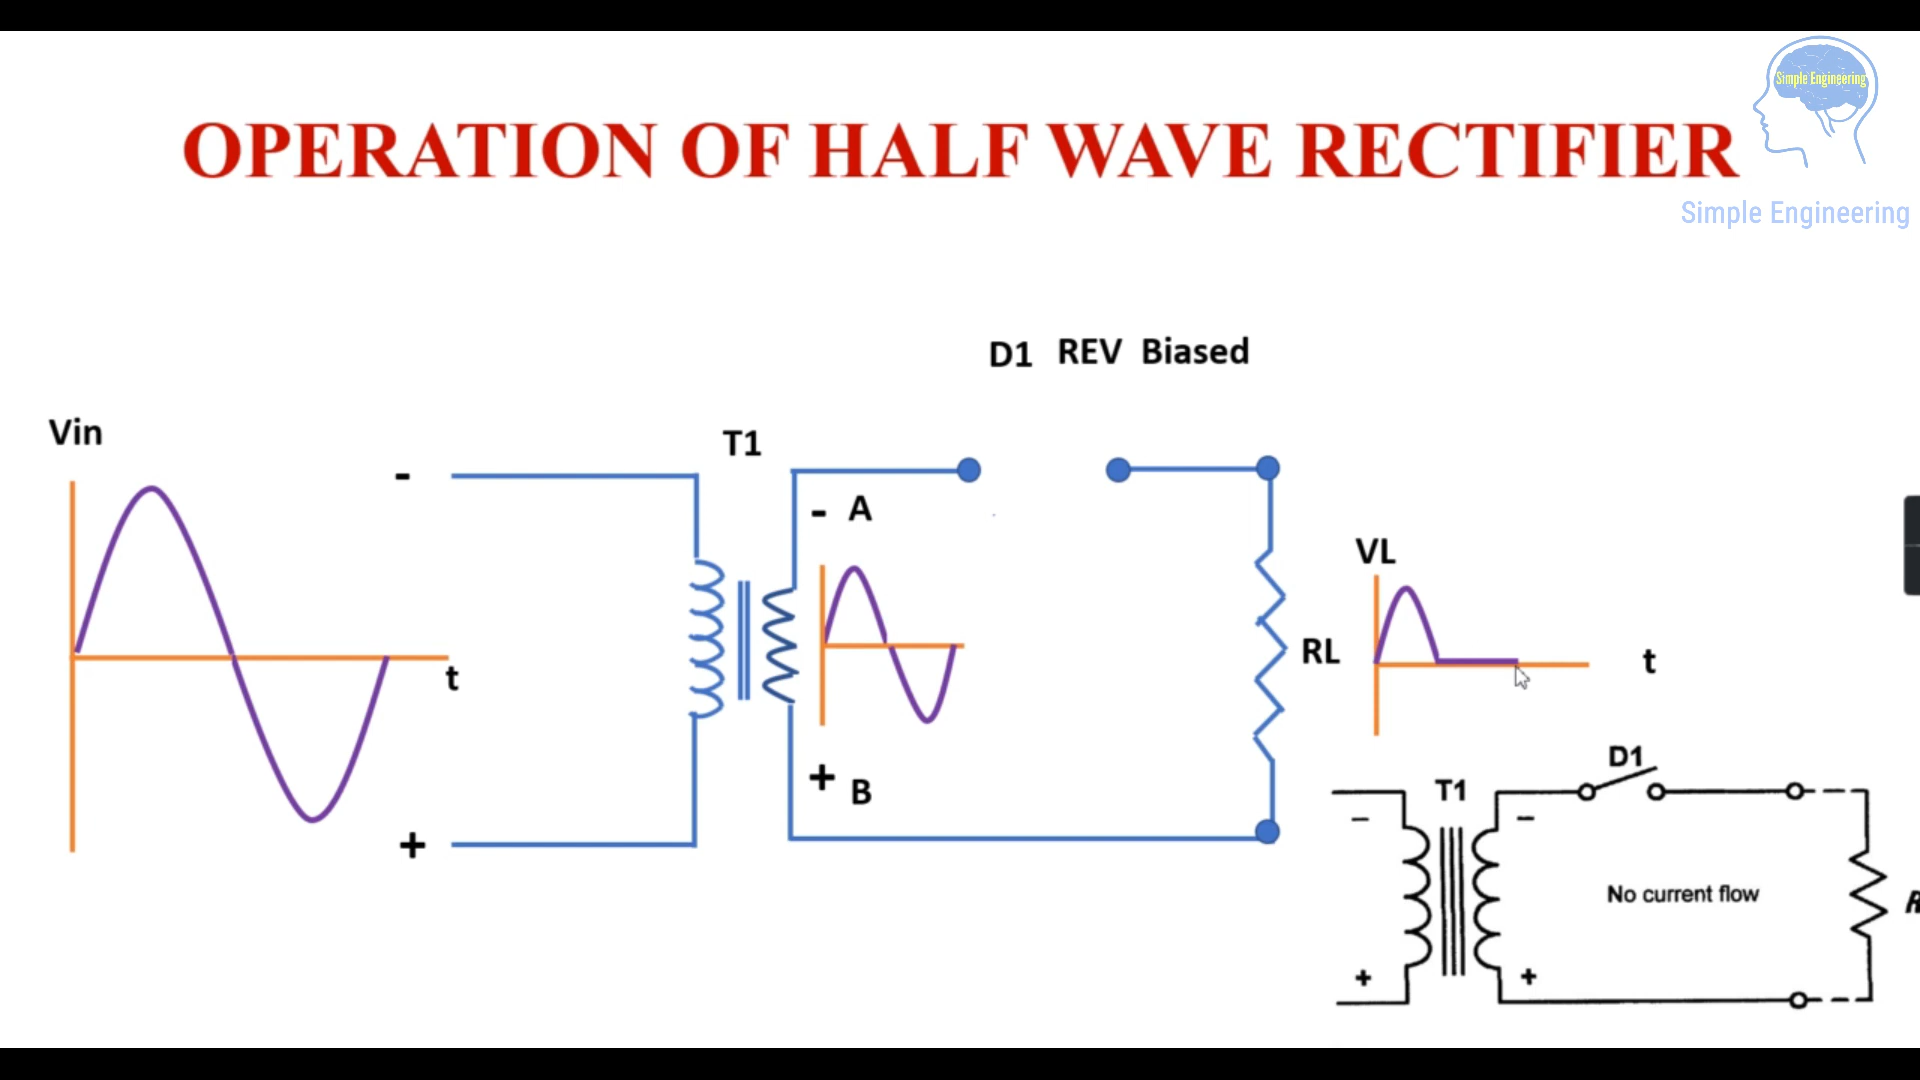 Simple Engineering
OPERATION OF HALF WAVE RECTIFIER
Simple Engineering
D1 REV Biased
Vin
T1
-
- A
VL
RL
t
t
+ B
+
D1
T1
–
–
No current flow
R
+
+